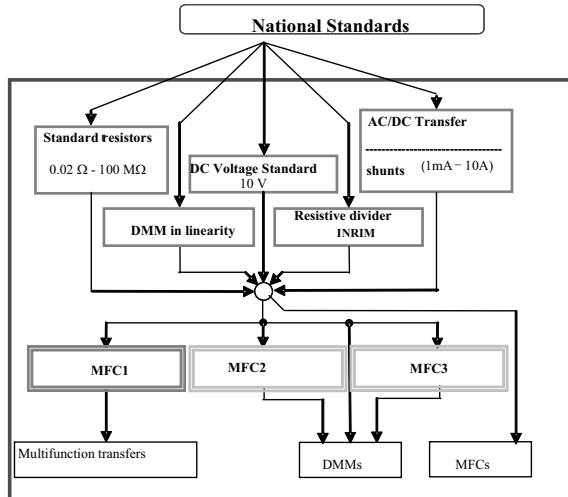 National Standards
Standard resistors
0.02 Ω - 100 MΩ
AC/DC Transfer
shunts (1mA – 10A)
DC Voltage Standard
10 V
DMM in linearity
Resistive divider
INRIM
MFC1
MFC2
MFC3
Multifunction transfers
DMMs
MFCs